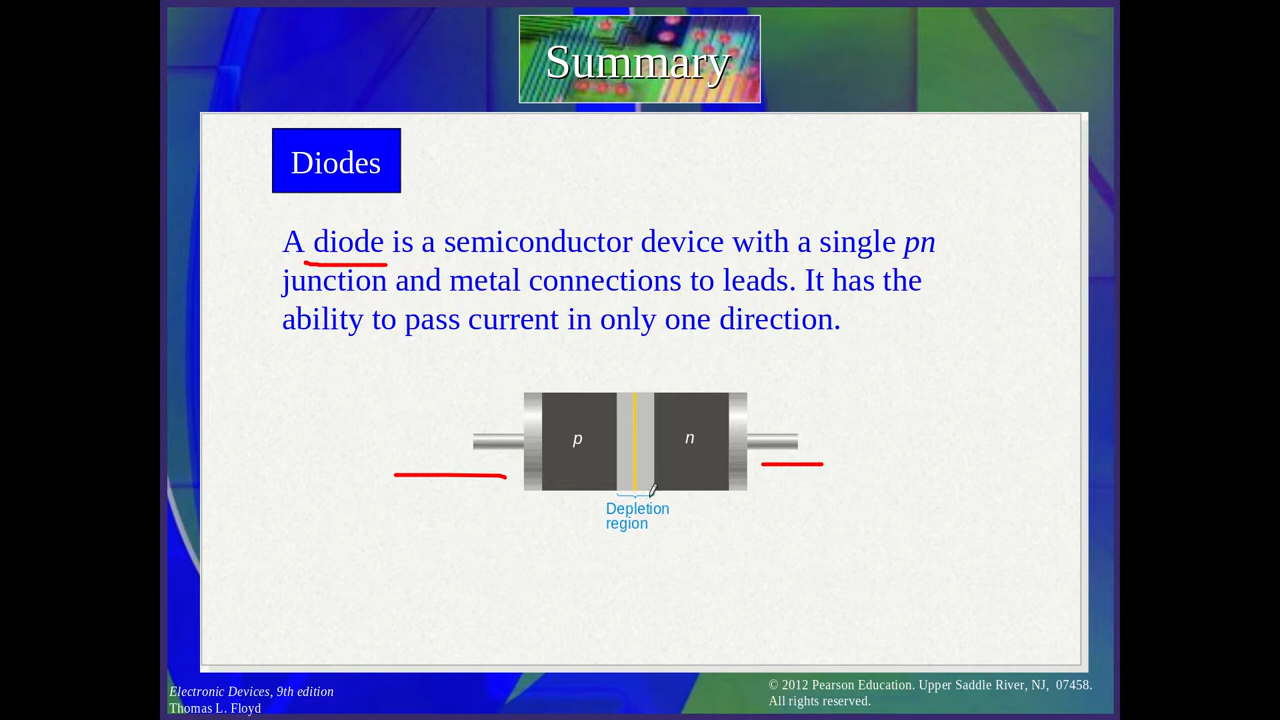 Summary
Diodes
A diode is a semiconductor device with a single pn
junction and metal connections to leads. It has the
ability to pass current in only one direction.
p
n
Depletion
region
Electronic Devices, 9th edition
Thomas L. Floyd
© 2012 Pearson Education. Upper Saddle River, NJ, 07458.
All rights reserved.